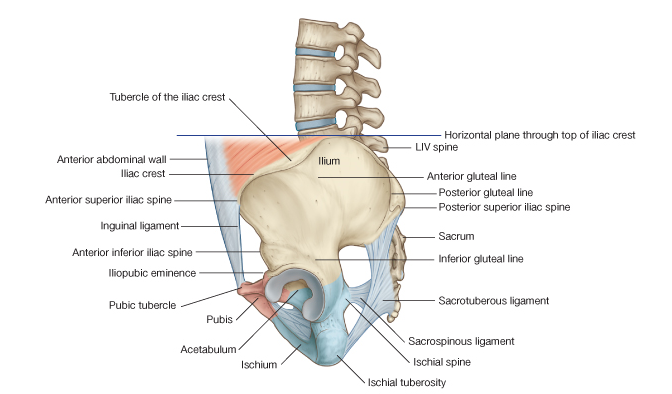 Tubercle of the iliac crest
Horizontal plane through top of iliac crest
LIV spine
Anterior abdominal wall
Ilium
Iliac crest
Anterior gluteal line
Posterior gluteal line
Anterior superior iliac spine
Posterior superior iliac spine
Inguinal ligament
Sacrum
Anterior inferior iliac spine
Inferior gluteal line
Iliopubic eminence
Sacrotuberous ligament
Pubic tubercle
Pubis
Sacrospinous ligament
Acetabulum
Ischial spine
Ischium
Ischial tuberosity